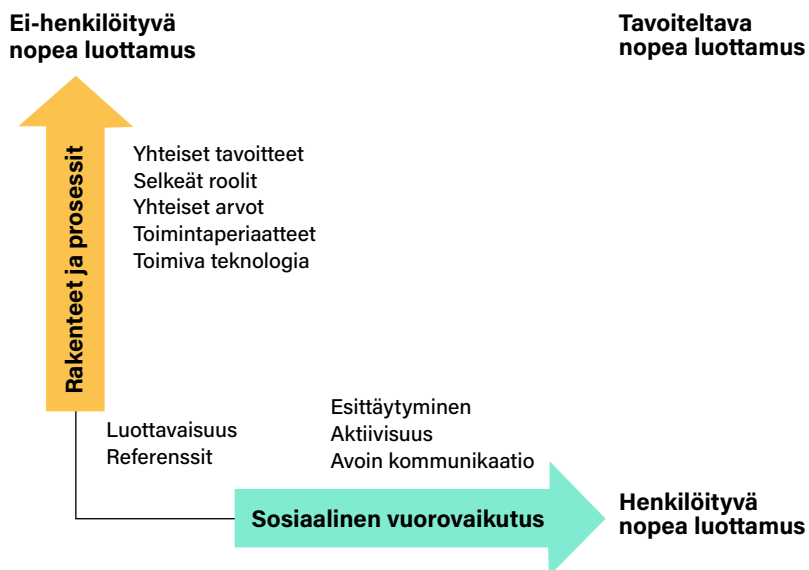 Ei-henkilöityvä
nopea luottamus
Tavoiteltava
nopea luottamus
Rakenteet ja prosessit
Yhteiset tavoitteet
Selkeät roolit
Yhteiset arvot
Toimintaperiaatteet
Toimiva teknologia
Luottavaisuus
Referenssit
Esittäytyminen
Aktiivisuus
Avoin kommunikaatio
Sosiaalinen vuorovaikutus
Henkilöityvä
nopea luottamus